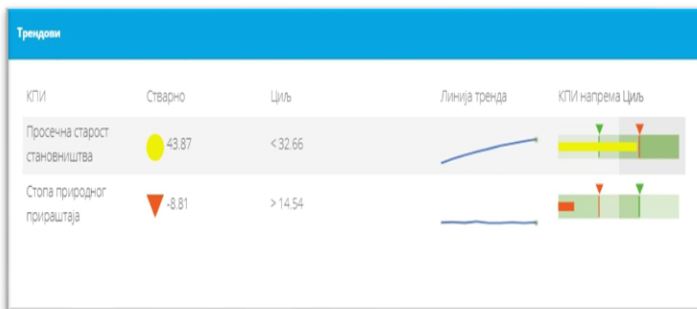 Трендови
КПИ Стварно Циљ Линија тренда КПИ напрема Циљ
Просечна старост
становништва
43.87 < 32.66
Стопа природног
прираштаја
-8.81 > 14.54